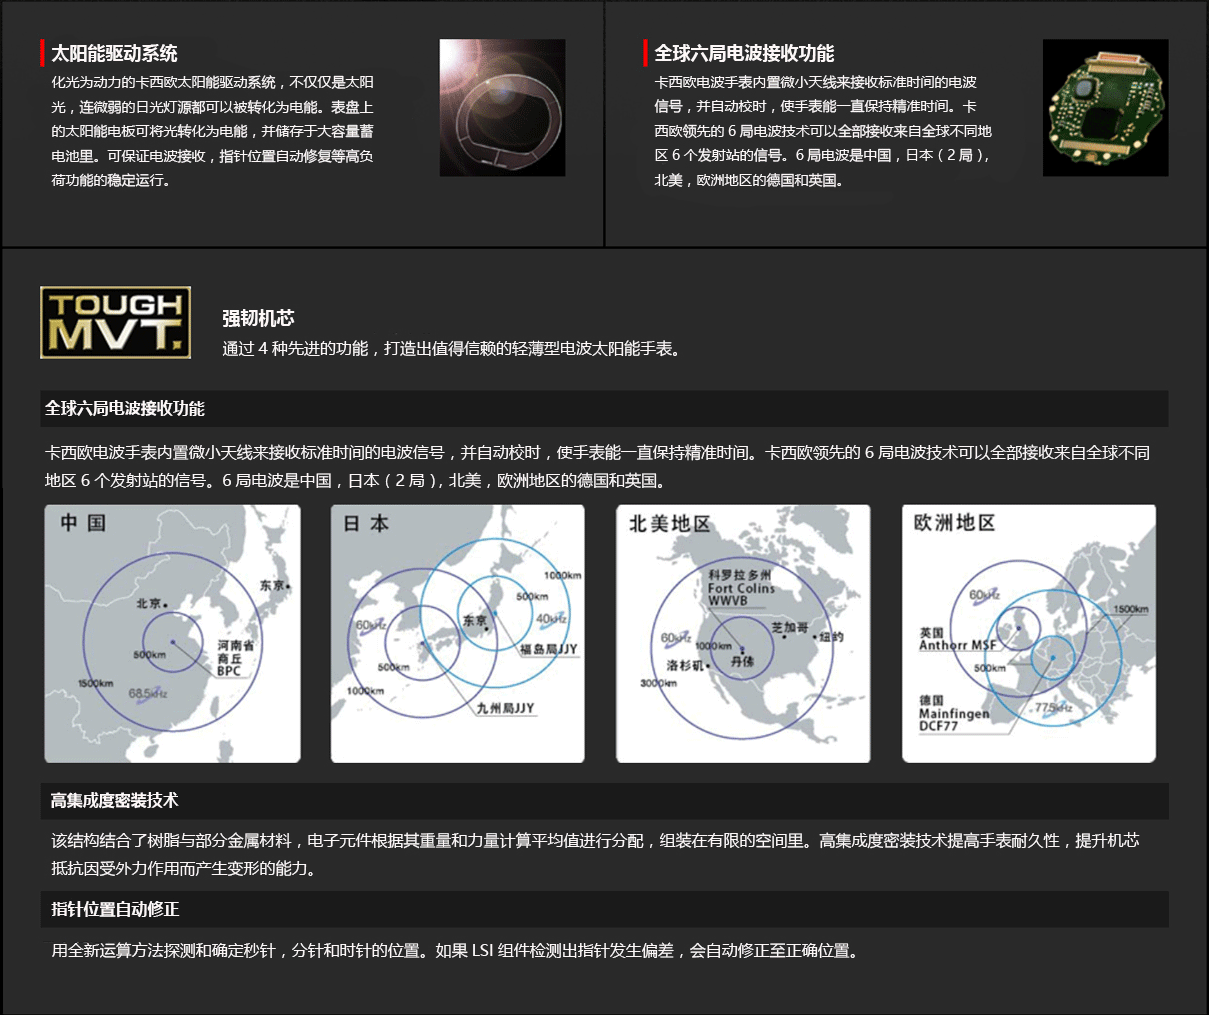 太阳能驱动系统
化光为动力的卡西欧太阳能驱动系统，不仅仅是太阳
光，连微弱的日光灯源都可以被转化为电能。表盘上
的太阳能电板可将光转化为电能，并储存于大容量蓄
电池里。可保证电波接收，指针位置自动修复等高负
荷功能的稳定运行。
全球六局电波接收功能
卡西欧电波手表内置微小天线来接收标准时间的电波
信号，并自动校时，使手表能一直保持精准时间。卡
西欧领先的 6 局电波技术可以全部接收来自全球不同地
区 6 个发射站的信号。6 局电波是中国，日本（2 局），
北美，欧洲地区的德国和英国。
TOUGH
MVT.
强韧机芯
通过 4 种先进的功能，打造出值得信赖的轻薄型电波太阳能手表。
全球六局电波接收功能
卡西欧电波手表内置微小天线来接收标准时间的电波信号，并自动校时，使手表能一直保持精准时间。卡西欧领先的 6 局电波技术可以全部接收来自全球不同
地区 6 个发射站的信号。6 局电波是中国，日本（2 局），北美，欧洲地区的德国和英国。
中国
东京
北京
河南省
商丘
BPC
500km
1500km
68.5kHz
日本
1000km
500km
40kHz
60kHz
东京
福岛局JJY
500km
1000km
九州局JJY
北美地区
科罗拉多州
Fort Colins
WWVB
60kHz
1000km
芝加哥
纽约
洛杉矶
丹佛
3000km
欧洲地区
60kHz
1500km
英国
Anthorr MSF
500km
德国
Mainfingen
DCF77
77.5kHz
高集成度密装技术
该结构结合了树脂与部分金属材料，电子元件根据其重量和力量计算平均值进行分配，组装在有限的空间里。高集成度密装技术提高手表耐久性，提升机芯
抵抗因受外力作用而产生变形的能力。
指针位置自动修正
用全新运算方法探测和确定秒针，分针和时针的位置。如果 LSI 组件检测出指针发生偏差，会自动修正至正确位置。